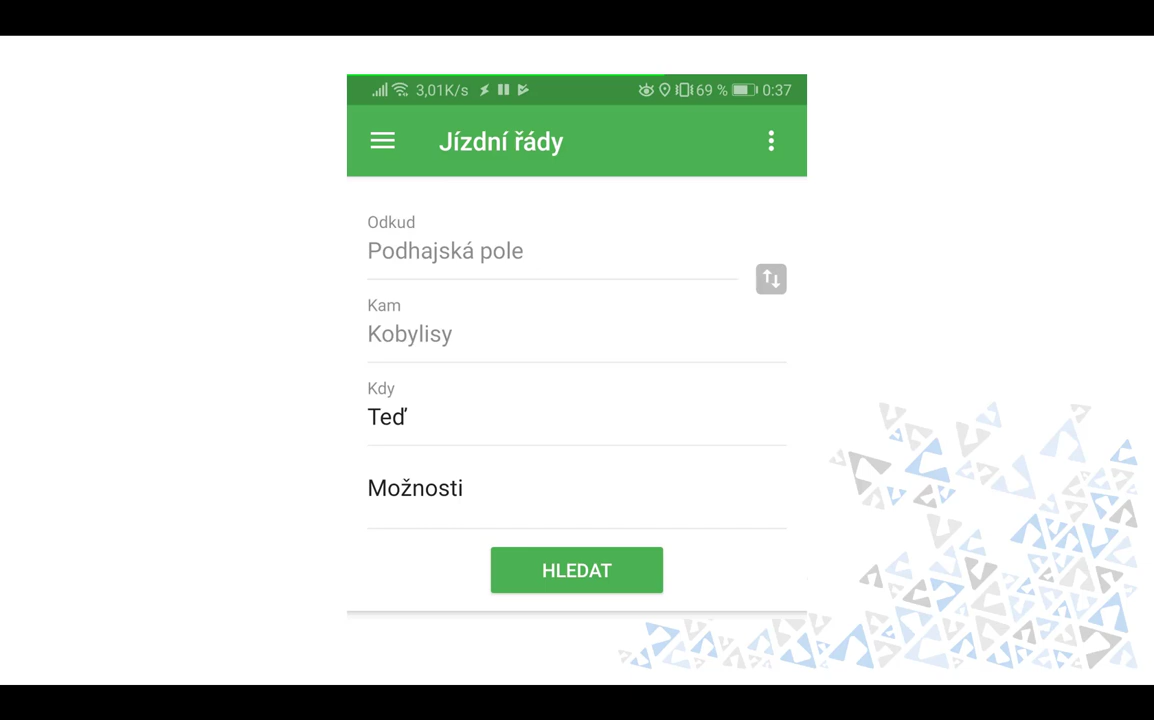 3,01K/s 69 % 0:37
Jízdní řády
Odkud
Podhajská pole
Kam
Kobylisy
Kdy
Teď
Možnosti
HLEDAT